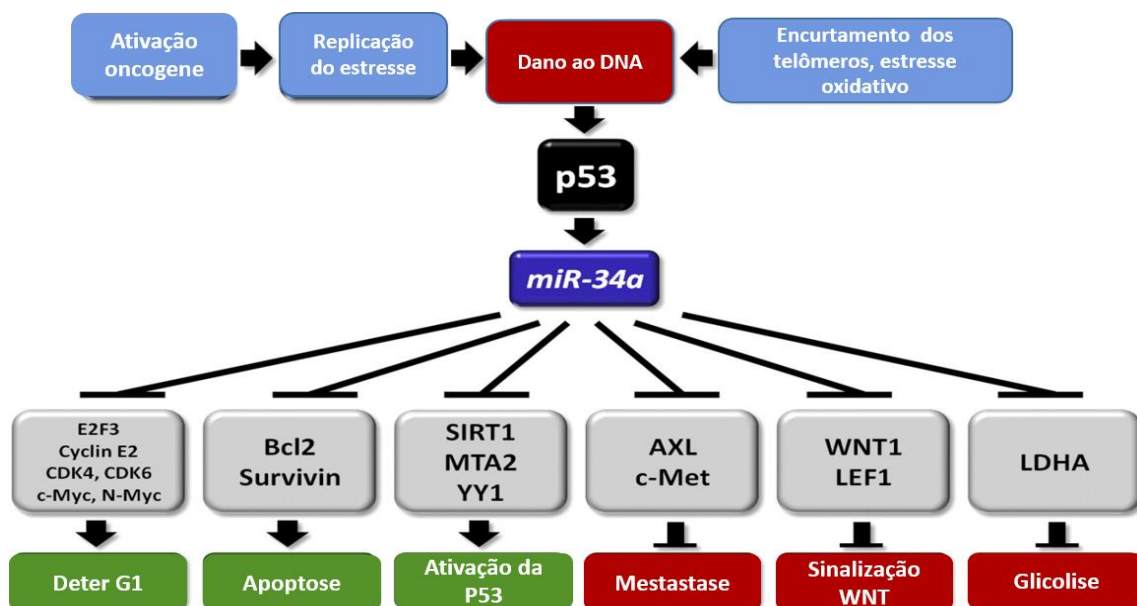 Ativação
oncogene
Replicação
do estresse
Dano ao DNA
Encurtamento dos
telômeros, estresse
oxidativo
p53
miR-34a
E2F3
Cyclin E2
CDK4, CDK6
c-Myc, N-Myc
Bcl2
Survivin
SIRT1
MTA2
YY1
AXL
c-Met
WNT1
LEF1
LDHA
Deter G1
Apoptose
Ativação da
P53
Mestastase
Sinalização
WNT
Glicolise